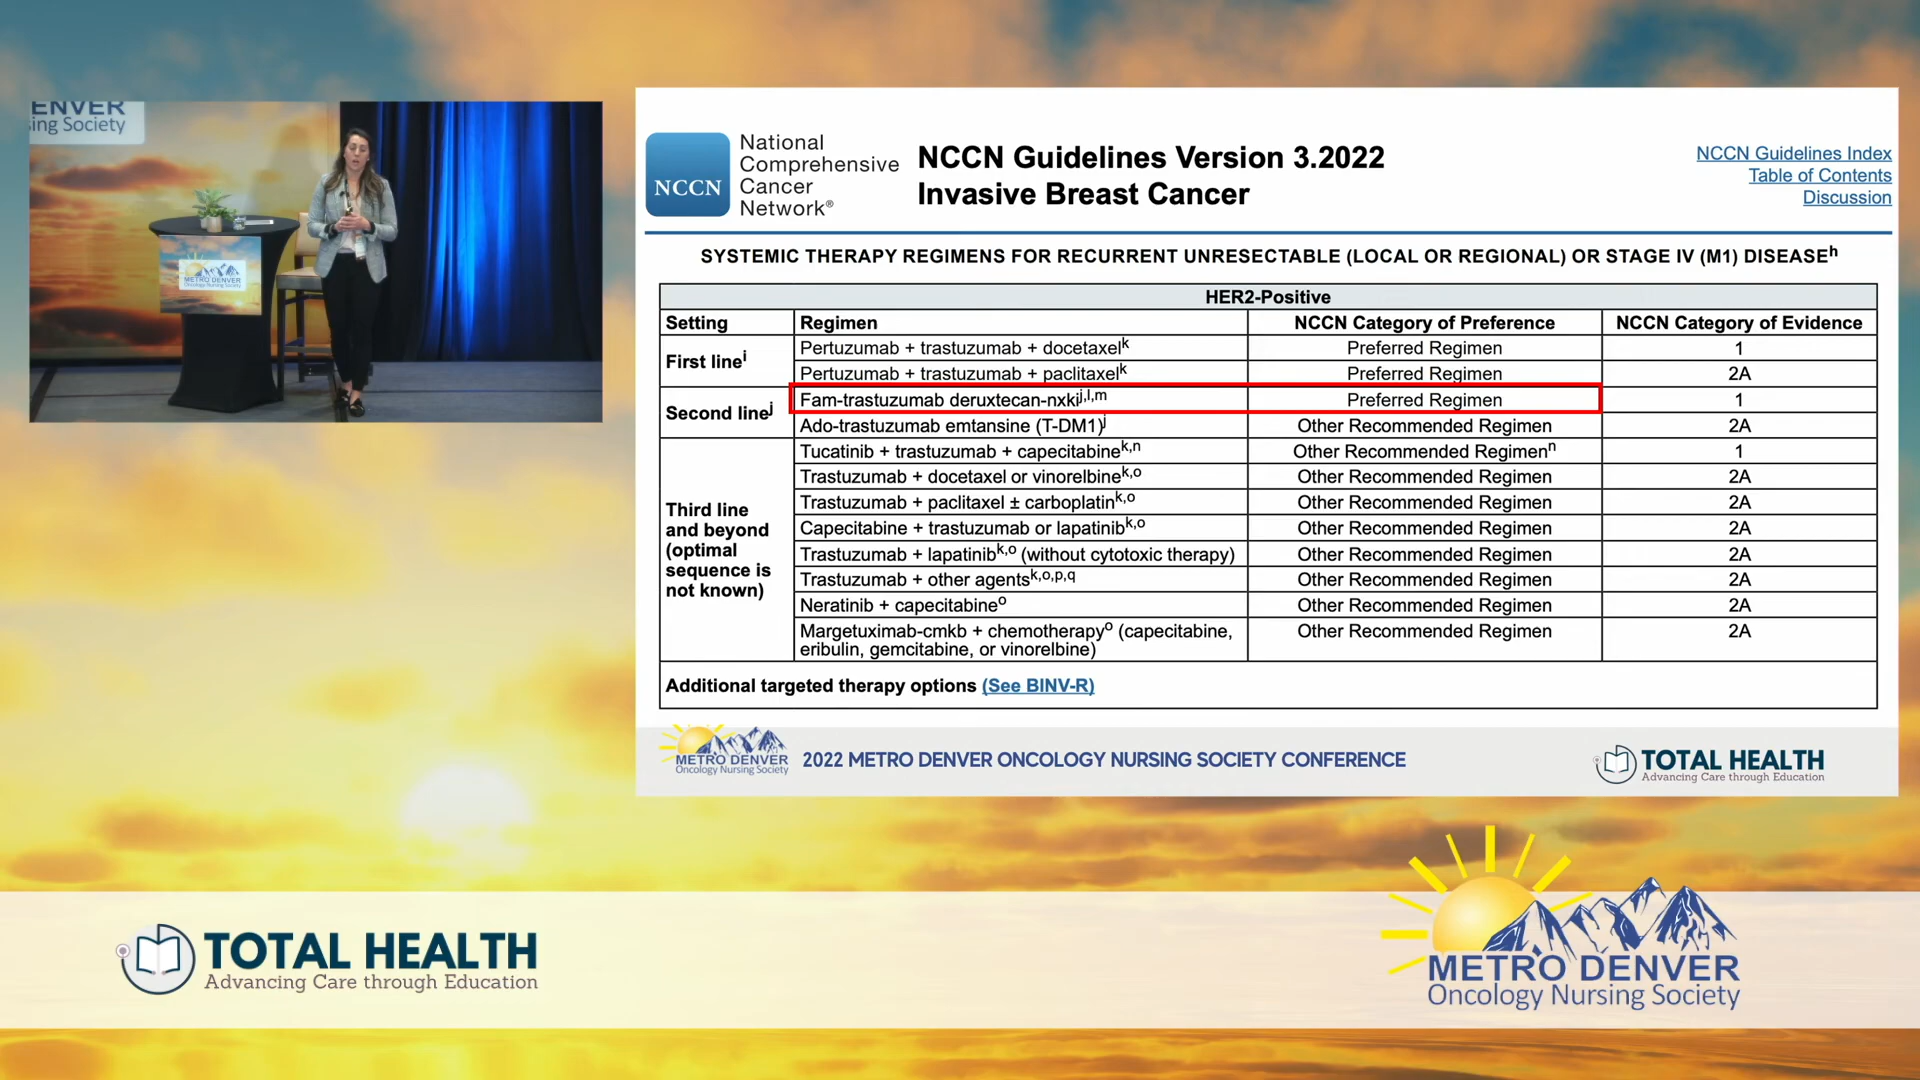 ENVER
ing Society
METRO DENVER
Oncology Nursing Society
NCCN
National
Comprehensive
Cancer
Network®
NCCN Guidelines Version 3.2022
Invasive Breast Cancer
NCCN Guidelines Index
Table of Contents
Discussion
SYSTEMIC THERAPY REGIMENS FOR RECURRENT UNRESECTABLE (LOCAL OR REGIONAL) OR STAGE IV (M1) DISEASEh
HER2-Positive
Setting Regimen NCCN Category of Preference NCCN Category of Evidence
First linei
Pertuzumab + trastuzumab + docetaxelk Preferred Regimen 1
Pertuzumab + trastuzumab + paclitaxelk Preferred Regimen 2A
Second linej
Fam-trastuzumab deruxtecan-nxkij,l,m Preferred Regimen 1
Ado-trastuzumab emtansine (T-DM1)j Other Recommended Regimen 2A
Third line
and beyond
(optimal
sequence is
not known)
Tucatinib + trastuzumab + capecitabinek,n Other Recommended Regimenn 1
Trastuzumab + docetaxel or vinorelbinek,o Other Recommended Regimen 2A
Trastuzumab + paclitaxel ± carboplatink,o Other Recommended Regimen 2A
Capecitabine + trastuzumab or lapatinibk,o Other Recommended Regimen 2A
Trastuzumab + lapatinibk,o (without cytotoxic therapy) Other Recommended Regimen 2A
Trastuzumab + other agentsk,o,p,q Other Recommended Regimen 2A
Neratinib + capecitabineo Other Recommended Regimen 2A
Margetuximab-cmkb + chemotherapyo (capecitabine, Other Recommended Regimen 2A
eribulin, gemcitabine, or vinorelbine)
Additional targeted therapy options (See BINV-R)
METRO DENVER
Oncology Nursing Society
2022 METRO DENVER ONCOLOGY NURSING SOCIETY CONFERENCE
TOTAL HEALTH
Advancing Care through Education
TOTAL HEALTH
Advancing Care through Education
METRO DENVER
Oncology Nursing Society